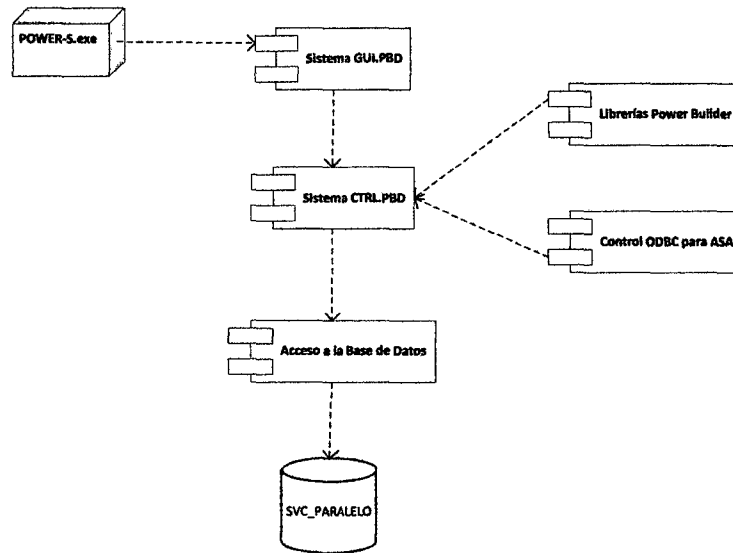 POWER-S.exe
Sistema GUI.PBD
Librerías Power Builder
Sistema CTRL.PBD
Control ODBC para ASA
Acceso a la Base de Datos
SVC_PARALELO